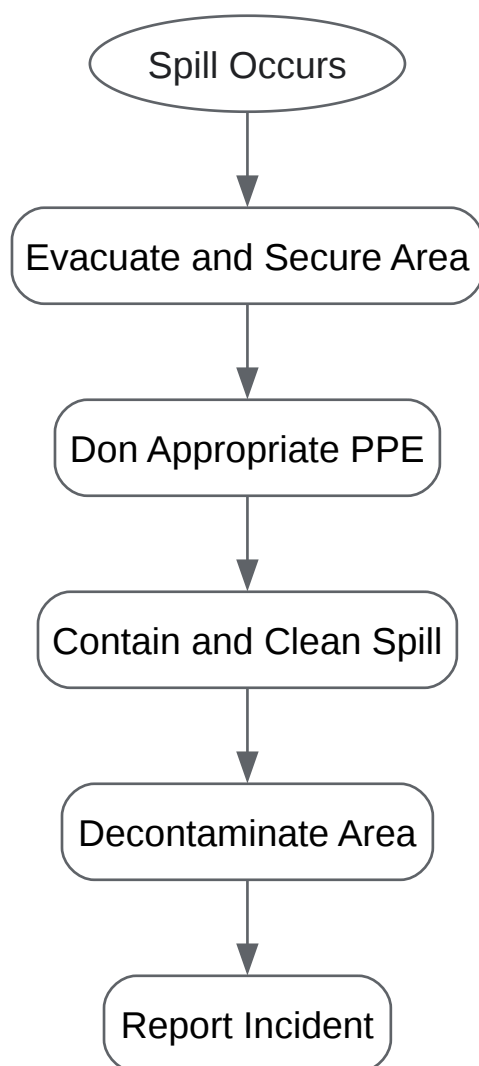 Spill Occurs
Evacuate and Secure Area
Don Appropriate PPE
Contain and Clean Spill
Decontaminate Area
Report Incident